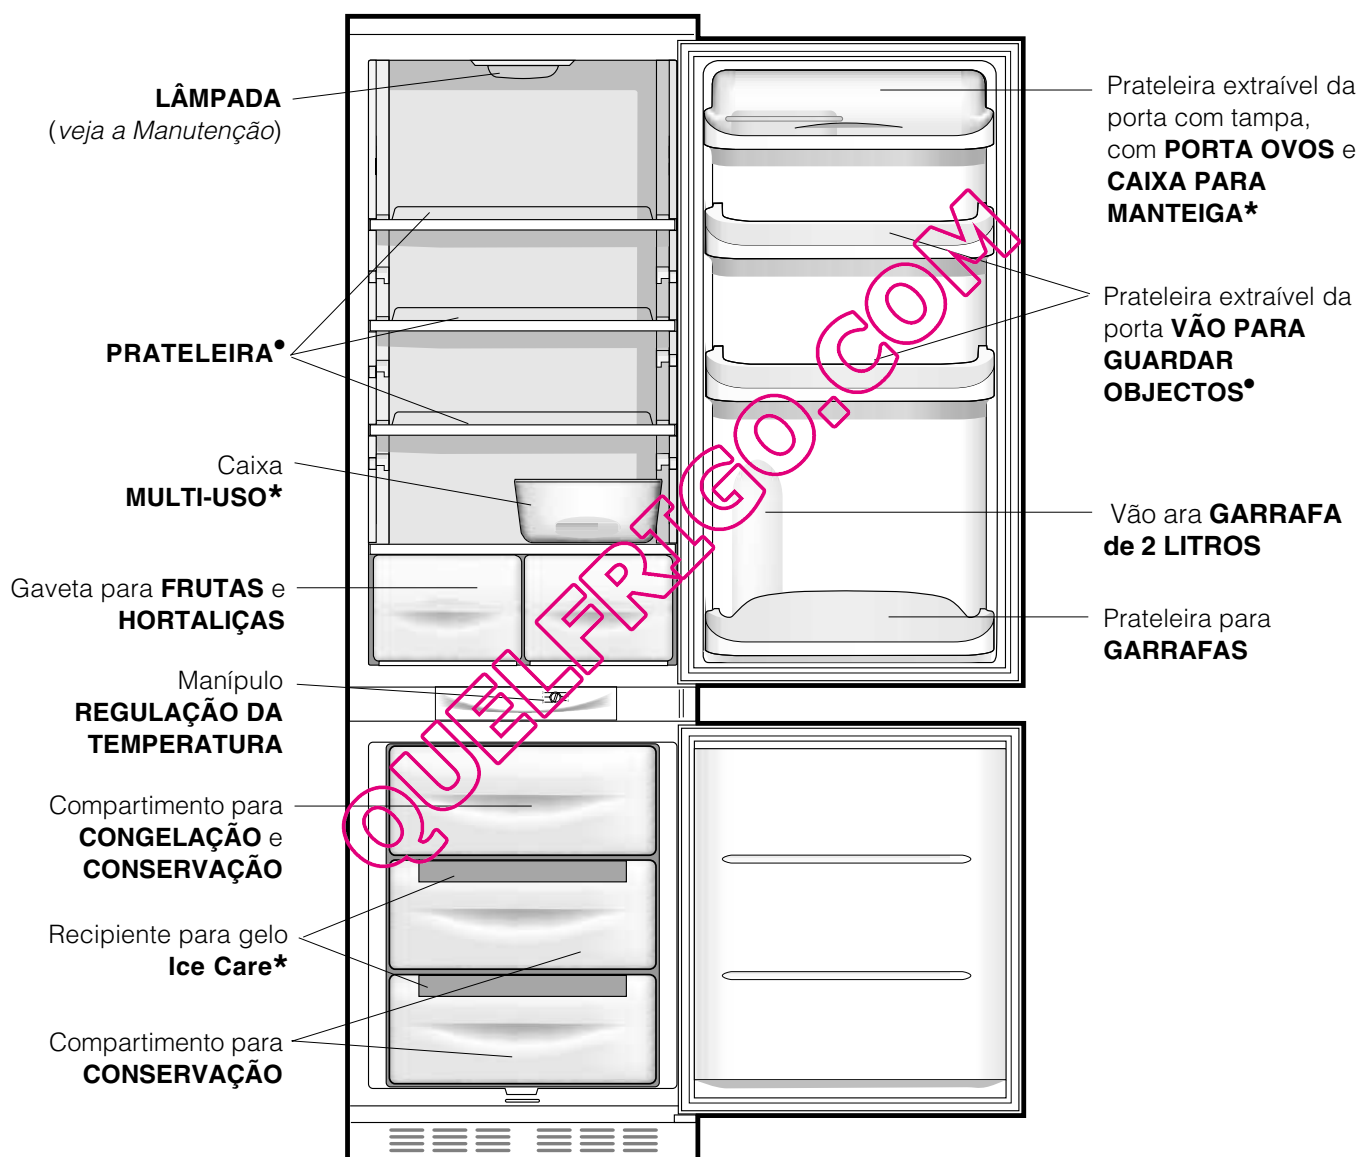 LÂMPADA
(veja a Manutenção)
PRATELEIRA•
Caixa
MULTI-USO*
Gaveta para FRUTAS e
HORTALIÇAS
Manípulo
REGULAÇÃO DA
TEMPERATURA
Compartimento para
CONGELAÇÃO e
CONSERVAÇÃO
Recipiente para gelo
Ice Care*
Compartimento para
CONSERVAÇÃO
Prateleira extraível da
porta com tampa,
com PORTA OVOS e
CAIXA PARA
MANTEIGA*
Prateleira extraível da
porta VÃO PARA
GUARDAR
OBJECTOS•
Vão ara GARRAFA
de 2 LITROS
Prateleira para
GARRAFAS
QUELFRIGO.COM